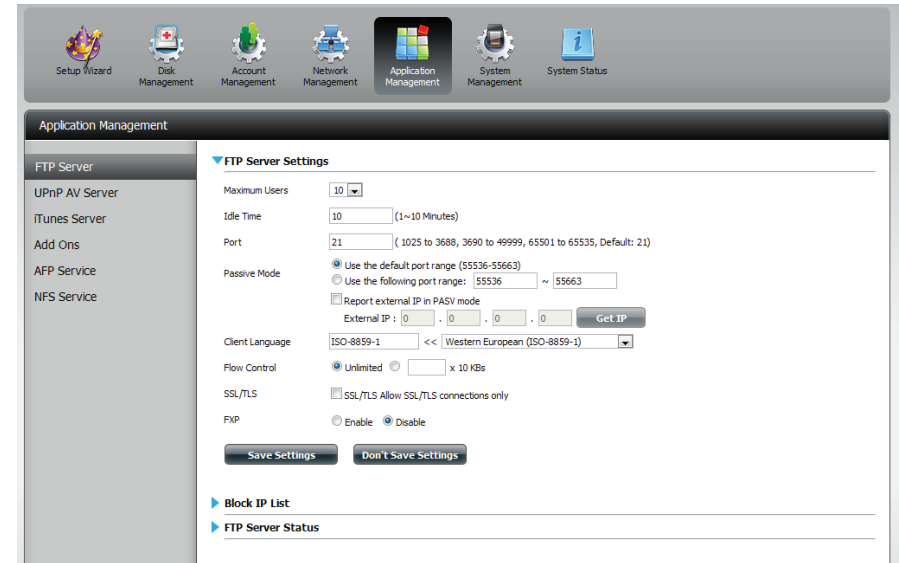 Setup Wizard
Disk Management
Account Management
Network Management
Application Management
System Management
System Status
Application Management
FTP Server
UPnP AV Server
iTunes Server
Add Ons
AFP Service
NFS Service
FTP Server Settings
Maximum Users 10
Idle Time 10 (1~10 Minutes)
Port 21 ( 1025 to 3688, 3690 to 49999, 65501 to 65535, Default: 21)
Passive Mode
Use the default port range (55536-55663)
Use the following port range: 55536 ~ 55663
Report external IP in PASV mode
External IP : 0 . 0 . 0 . 0 Get IP
Client Language ISO-8859-1 << Western European (ISO-8859-1)
Flow Control Unlimited x 10 KBs
SSL/TLS SSL/TLS Allow SSL/TLS connections only
FXP Enable Disable
Save Settings Don't Save Settings
Block IP List
FTP Server Status